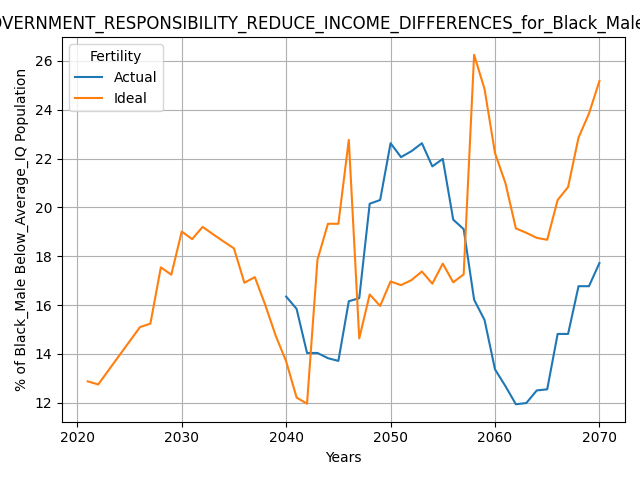 OVERNMENT_RESPONSIBILITY_REDUCE_INCOME_DIFFERENCES_for_Black_Male
Fertility
Actual
Ideal
% of Black_Male Below_Average_IQ Population
26
24
22
20
18
16
14
12
2020 2030 2040 2050 2060 2070
Years